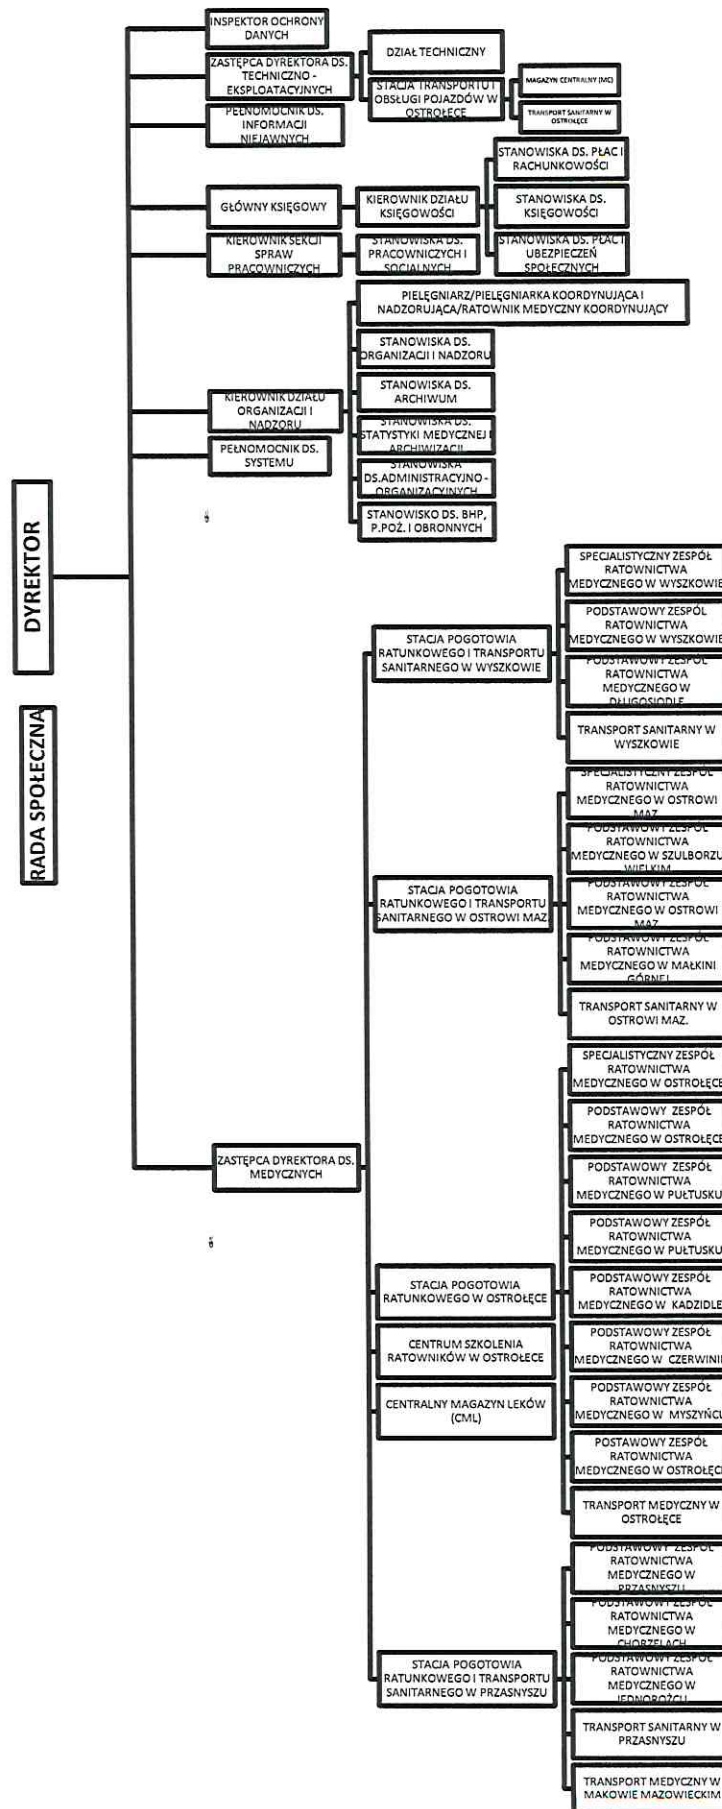 INSPEKTOR OCHRONY
DANYCH
ZASTĘPCA DYREKTORA DS.
TECHNICZNO -
EKSPLOATACYJNYCH
DZIAŁ TECHNICZNY
STACJA TRANSPORTU I
OBSŁUGI POJAZDÓW W
OSTROŁĘCE
MAGAZYN CENTRALNY (MC)
TRANSPORT SANITARNY W
OSTROŁĘCE
PEŁNOMOCNIK DS.
INFORMACJI
NIEJAWNYCH
GŁÓWNY KSIĘGOWY
KIEROWNIK DZIAŁU
KSIĘGOWOŚCI
STANOWISKA DS. PŁAC I
RACHUNKOWOŚCI
STANOWISKA DS.
KSIĘGOWOŚCI
STANOWISKA DS. PŁAC I
UBEZPIECZEŃ
SPOŁECZNYCH
KIEROWNIK SEKCJI
SPRAW
PRACOWNICZYCH
STANOWISKA DS.
PRACOWNICZYCH I
SOCJALNYCH
PIELĘGNIARZ/PIELĘGNIARKA KOORDYNUJĄCA I
NADZORUJĄCA/RATOWNIK MEDYCZNY KOORDYNUJĄCY
STANOWISKA DS.
ORGANIZACJI I NADZORU
KIEROWNIK DZIAŁU
ORGANIZACJI I
NADZORU
STANOWISKA DS.
ARCHIWUM
STANOWISKA DS.
STATYSTYKI MEDYCZNEJ I
ARCHIWIZACJI
PEŁNOMOCNIK DS.
SYSTEMU
STANOWISKA
DS.ADMINISTRACYJNO -
ORGANIZACYJNYCH
STANOWISKO DS. BHP,
P.POŻ. I OBRONNYCH
DYREKTOR
RADA SPOŁECZNA
STACJA POGOTOWIA
RATUNKOWEGO I TRANSPORTU
SANITARNEGO W WYSZKOWIE
SPECJALISTYCZNY ZESPÓŁ
RATOWNICTWA
MEDYCZNEGO W WYSZKOWIE
PODSTAWOWY ZESPÓŁ
RATOWNICTWA
MEDYCZNEGO W WYSZKOWIE
PODSTAWOWY ZESPÓŁ
RATOWNICTWA
MEDYCZNEGO W
DŁUGOSIODLE
TRANSPORT SANITARNY W
WYSZKOWIE
STACJA POGOTOWIA
RATUNKOWEGO I TRANSPORTU
SANITARNEGO W OSTROWI MAZ.
SPECJALISTYCZNY ZESPÓŁ
RATOWNICTWA
MEDYCZNEGO W OSTROWI
MAZ.
PODSTAWOWY ZESPÓŁ
RATOWNICTWA
MEDYCZNEGO W SZULBORZU
WIELKIM
PODSTAWOWY ZESPÓŁ
RATOWNICTWA
MEDYCZNEGO W OSTROWI
MAZ.
PODSTAWOWY ZESPÓŁ
RATOWNICTWA
MEDYCZNEGO W MAŁKINI
GÓRNEJ
TRANSPORT SANITARNY W
OSTROWI MAZ.
ZASTĘPCA DYREKTORA DS.
MEDYCZNYCH
STACJA POGOTOWIA
RATUNKOWEGO W OSTROŁĘCE
CENTRUM SZKOLENIA
RATOWNIKÓW W OSTROŁECE
CENTRALNY MAGAZYN LEKÓW
(CML)
SPECJALISTYCZNY ZESPÓŁ
RATOWNICTWA
MEDYCZNEGO W OSTROŁĘCE
PODSTAWOWY ZESPÓŁ
RATOWNICTWA
MEDYCZNEGO W OSTROŁĘCE
PODSTAWOWY ZESPÓŁ
RATOWNICTWA
MEDYCZNEGO W PUŁTUSKU
PODSTAWOWY ZESPÓŁ
RATOWNICTWA
MEDYCZNEGO W PUŁTUSKU
PODSTAWOWY ZESPÓŁ
RATOWNICTWA
MEDYCZNEGO W KADZIDLE
PODSTAWOWY ZESPÓŁ
RATOWNICTWA
MEDYCZNEGO W CZERWINIE
PODSTAWOWY ZESPÓŁ
RATOWNICTWA
MEDYCZNEGO W MYSZYŃCU
POSTAWOWY ZESPÓŁ
RATOWNICTWA
MEDYCZNEGO W OSTROŁĘCE
TRANSPORT MEDYCZNY W
OSTROŁĘCE
STACJA POGOTOWIA
RATUNKOWEGO I TRANSPORTU
SANITARNEGO W PRZASNYSZU
PODSTAWOWY ZESPÓŁ
RATOWNICTWA
MEDYCZNEGO W
PRZASNYSZU
PODSTAWOWY ZESPÓŁ
RATOWNICTWA
MEDYCZNEGO W
CHORZELACH
PODSTAWOWY ZESPÓŁ
RATOWNICTWA
MEDYCZNEGO W
JEDNOROŻCU
TRANSPORT SANITARNY W
PRZASNYSZU
TRANSPORT MEDYCZNY W
MAKOWIE MAZOWIECKIM